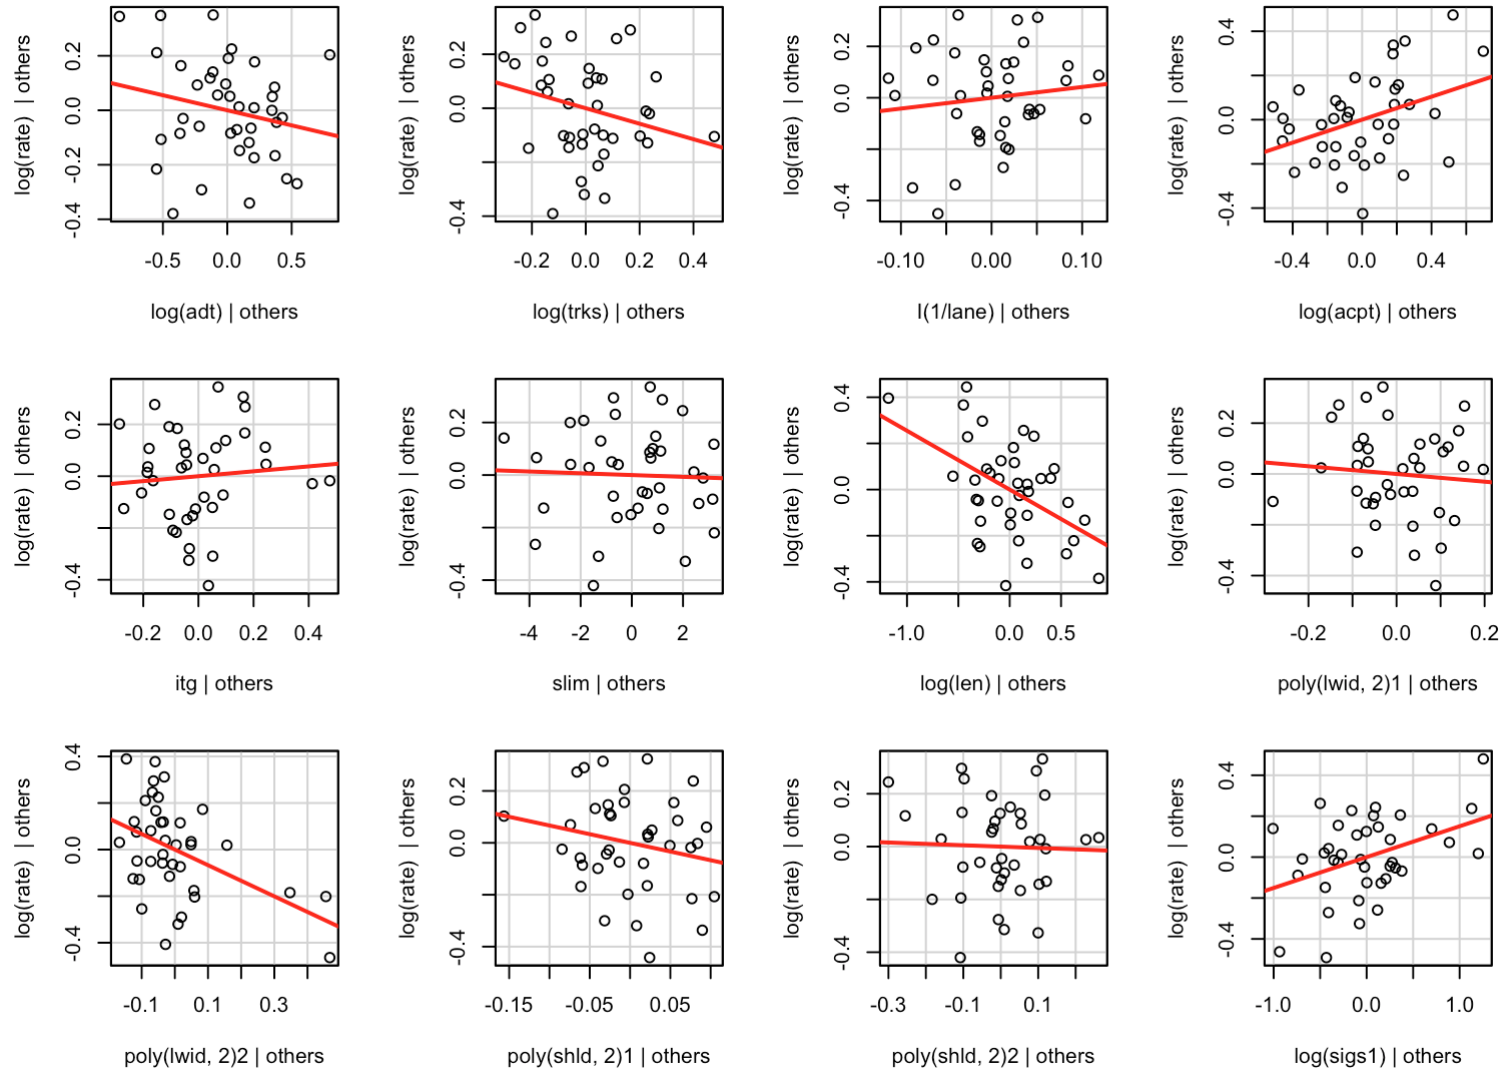 log(rate) | others
-0.4 -0.2 0.0 0.2
-0.5 0.0 0.5
log(adt) | others
log(rate) | others
-0.4 0.0 0.2
-0.2 0.0 0.2 0.4
log(trks) | others
log(rate) | others
-0.4 0.0 0.2
-0.10 0.00 0.10
I(1/lane) | others
log(rate) | others
-0.4 0.0 0.4
-0.4 0.0 0.4
log(acpt) | others
log(rate) | others
-0.4 0.0 0.2
-0.2 0.0 0.2 0.4
itg | others
log(rate) | others
-0.4 0.0 0.2
-4 -2 0 2
slim | others
log(rate) | others
-0.4 0.0 0.4
-1.0 0.0 0.5
log(len) | others
log(rate) | others
-0.4 0.0 0.2
-0.2 0.0 0.2
poly(lwid, 2)1 | others
log(rate) | others
-0.4 0.0 0.4
-0.1 0.1 0.3
poly(lwid, 2)2 | others
log(rate) | others
-0.4 0.0 0.2
-0.15 -0.05 0.05
poly(shld, 2)1 | others
log(rate) | others
-0.4 0.0 0.2
-0.3 -0.1 0.1
poly(shld, 2)2 | others
log(rate) | others
-0.4 0.0 0.4
-1.0 0.0 1.0
log(sigs1) | others